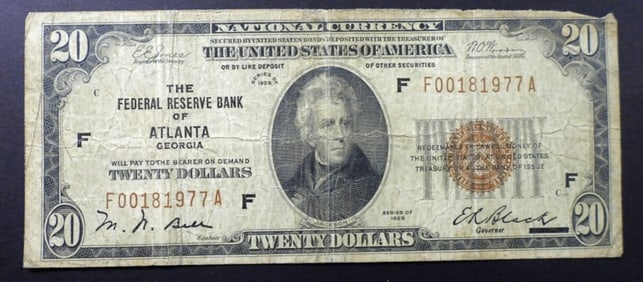 NATIONAL CURRENCY
20
20
SECURED BY UNITED STATES BONDS DEPOSITED WITH THE TREASURER OF
THE UNITED STATES OF AMERICA
OR BY LIKE DEPOSIT OF OTHER SECURITIES
SERIES OF 1929
C
THE
FEDERAL RESERVE BANK
OF
ATLANTA
GEORGIA
F
F00181977A
F
WILL PAY TO THE BEARER ON DEMAND
TWENTY DOLLARS
REDEEMABLE IN LAWFUL MONEY OF
THE UNITED STATES AT UNITED STATES
TREASURY OR AT THE BANK OF ISSUE
F00181977A
F
F
C
SERIES OF
1929
Cashier
Governor
20
TWENTY DOLLARS
20